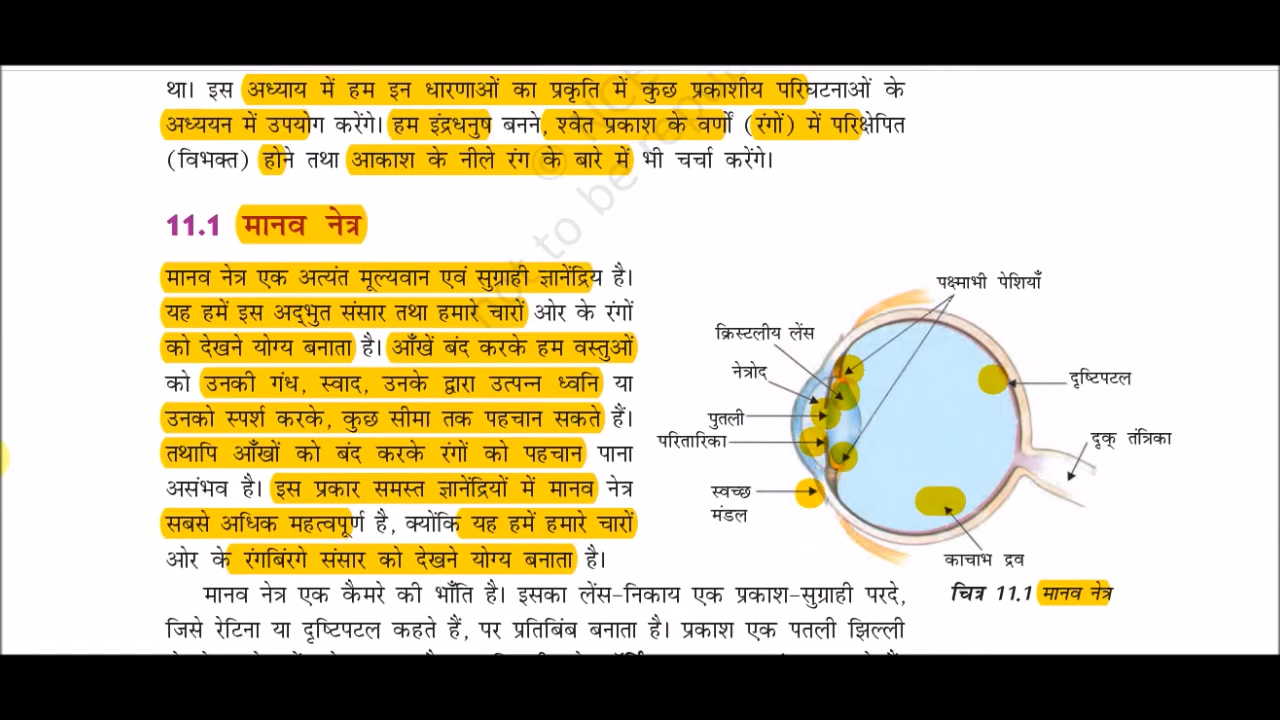 था। इस अध्याय में हम इन धारणाओं का प्रकृति में कुछ प्रकाशीय परिघटनाओं के
अध्ययन में उपयोग करेंगे। हम इंद्रधनुष बनने, श्वेत प्रकाश के वर्णों (रंगों) में परिक्षेपित
(विभक्त) होने तथा आकाश के नीले रंग के बारे में भी चर्चा करेंगे।
11.1 मानव नेत्र
मानव नेत्र एक अत्यंत मूल्यवान एवं सुग्राही ज्ञानेंद्रिय है।
यह हमें इस अद्भुत संसार तथा हमारे चारों ओर के रंगों
को देखने योग्य बनाता है। आँखें बंद करके हम वस्तुओं
को उनकी गंध, स्वाद, उनके द्वारा उत्पन्न ध्वनि या
उनको स्पर्श करके, कुछ सीमा तक पहचान सकते हैं।
तथापि आँखों को बंद करके रंगों को पहचान पाना
असंभव है। इस प्रकार समस्त ज्ञानेंद्रियों में मानव नेत्र
सबसे अधिक महत्वपूर्ण है, क्योंकि यह हमें हमारे चारों
ओर के रंगबिरंगे संसार को देखने योग्य बनाता है।
मानव नेत्र एक कैमरे की भाँति है। इसका लेंस-निकाय एक प्रकाश-सुग्राही परदे,
जिसे रेटिना या दृष्टिपटल कहते हैं, पर प्रतिबिंब बनाता है। प्रकाश एक पतली झिल्ली
पक्ष्माभी पेशियाँ
क्रिस्टलीय लेंस
नेत्रोद
पुतली
परितारिका
स्वच्छ
मंडल
दृष्टिपटल
दृक् तंत्रिका
काचाभ द्रव
चित्र 11.1 मानव नेत्र
not to be repu